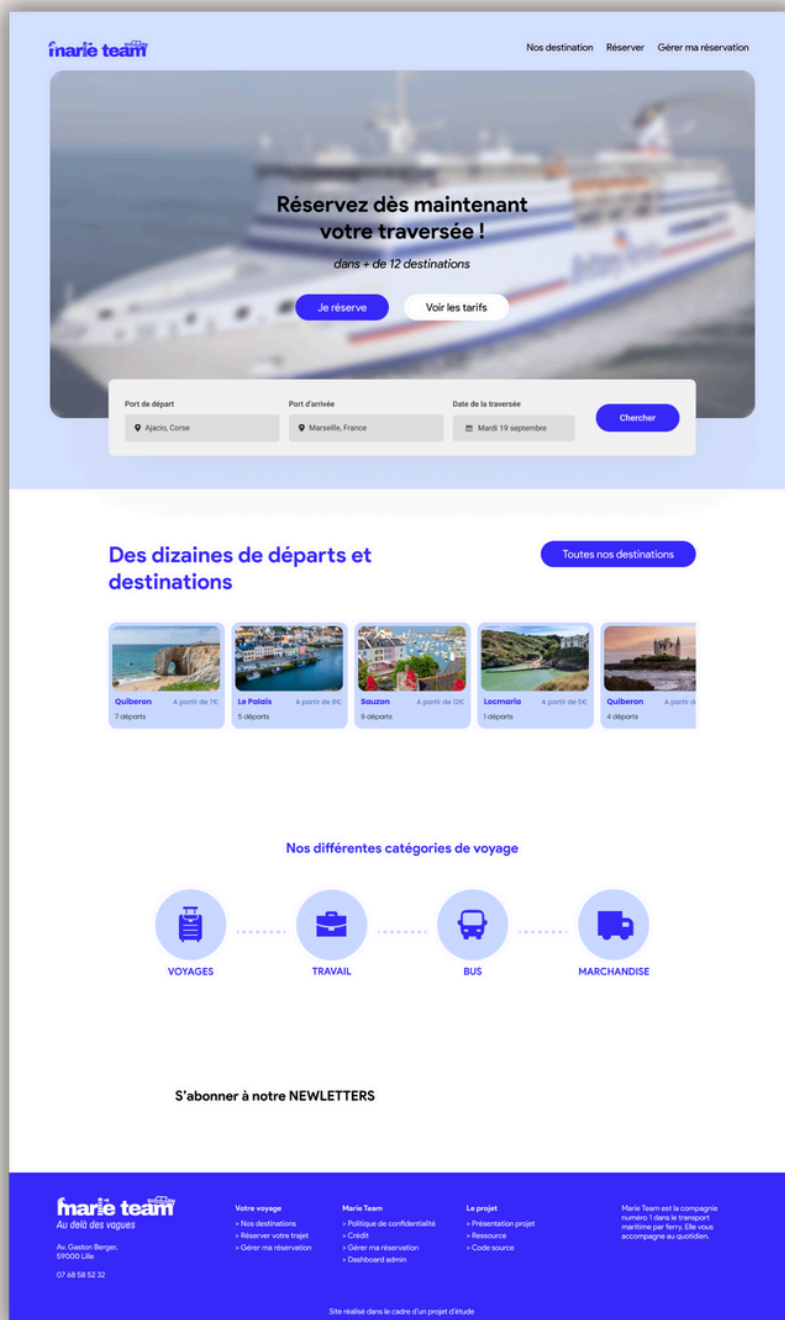 marie team
Nos destination Réserver Gérer ma réservation
Réservez dès maintenant
votre traversée !
dans + de 12 destinations
Je réserve Voir les tarifs
Port de départ Port d'arrivée Date de la traversée
Ajacio, Corse Marseille, France Mardi 19 septembre
Chercher
Des dizaines de départs et
destinations
Toutes nos destinations
Quiberon A partir de 7€
7 départs
Le Palais A partir de
5 départs
Sauzon A partir de 12€
9 départs
Locmaria A partir de
1 départs
Quiberon A partir
4 départs
Nos différentes catégories de voyage
VOYAGES TRAVAIL BUS MARCHANDISE
S'abonner à notre NEWLETTERS
marie team
Au delà des vagues
Av. Gaston Berger,
59000 Lille
07 68 58 52 32
Votre voyage
> Nos destinations
> Réserver votre trajet
> Gérer ma réservation
Marie Team
> Politique de confidentialité
> Crédit
> Gérer ma réservation
> Dashboard admin
Le projet
> Présentation projet
> Ressource
> Code source
Marie Team est la compagnie
numéro 1 dans le transport
maritime par ferry. Elle vous
accompagne au quotidien.
Site réalisé dans le cadre d'un projet d'étude